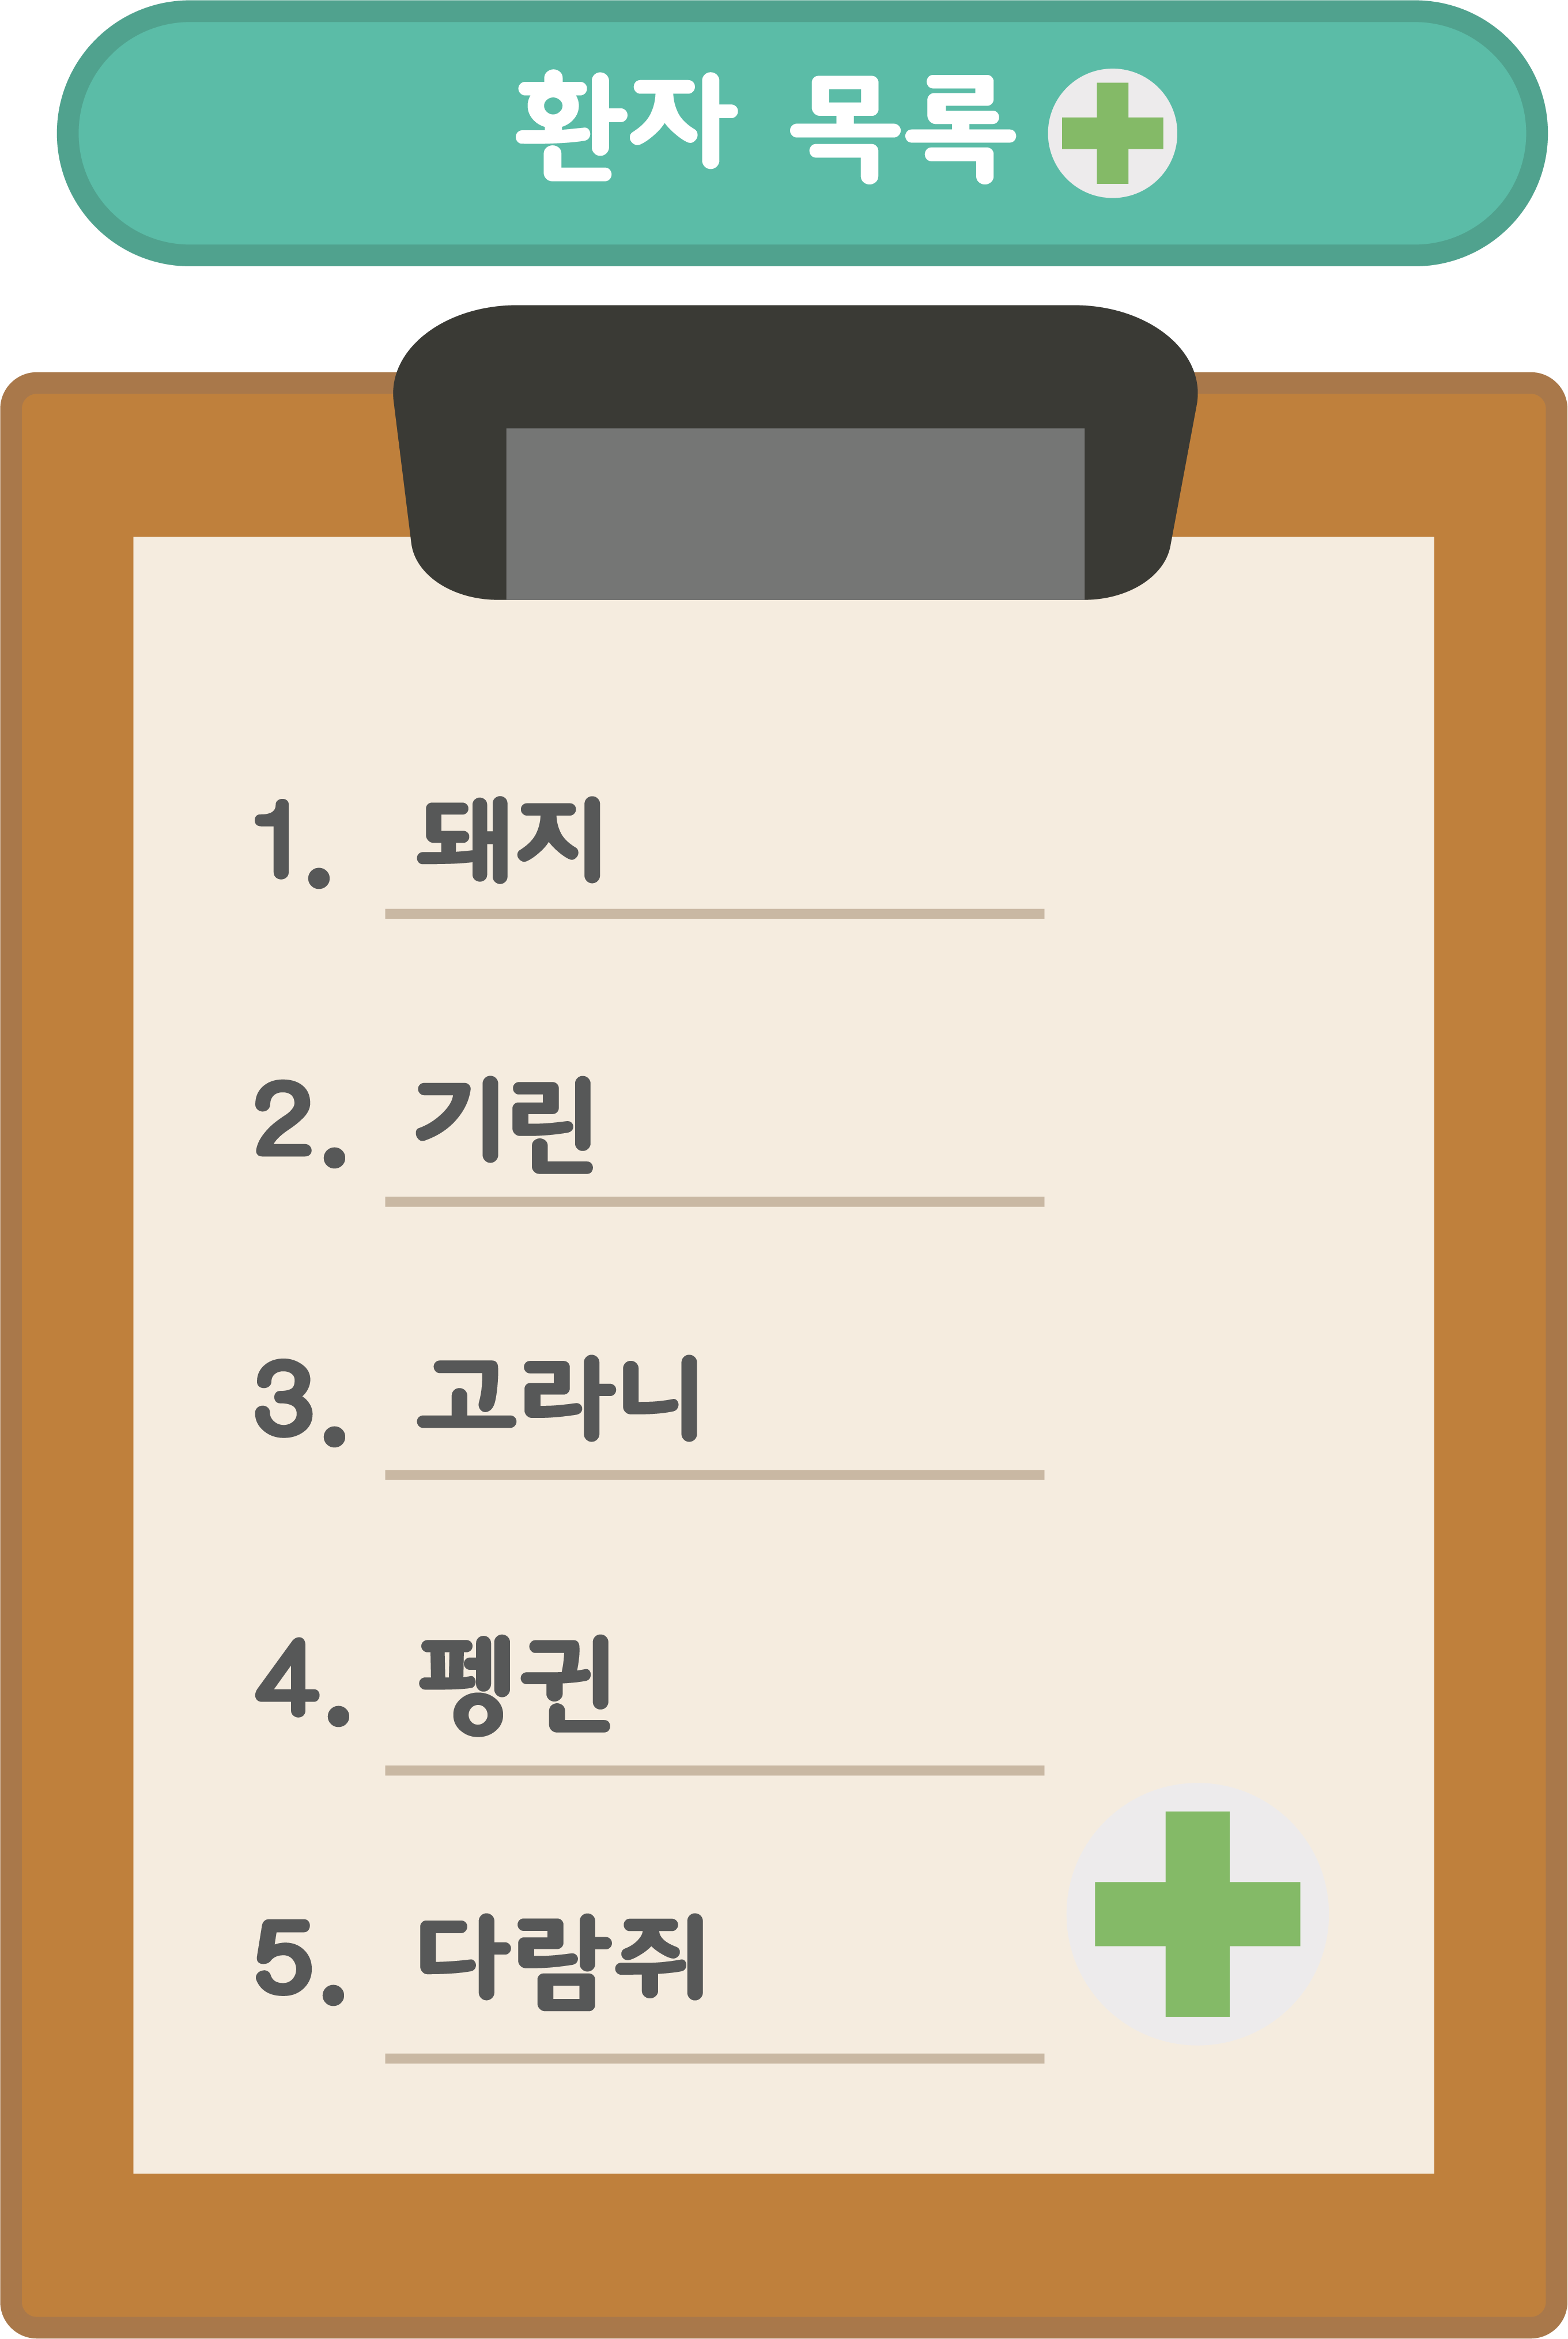 환자 목록
1. 돼지
2. 기린
3. 고라니
4. 펭귄
5. 다람쥐